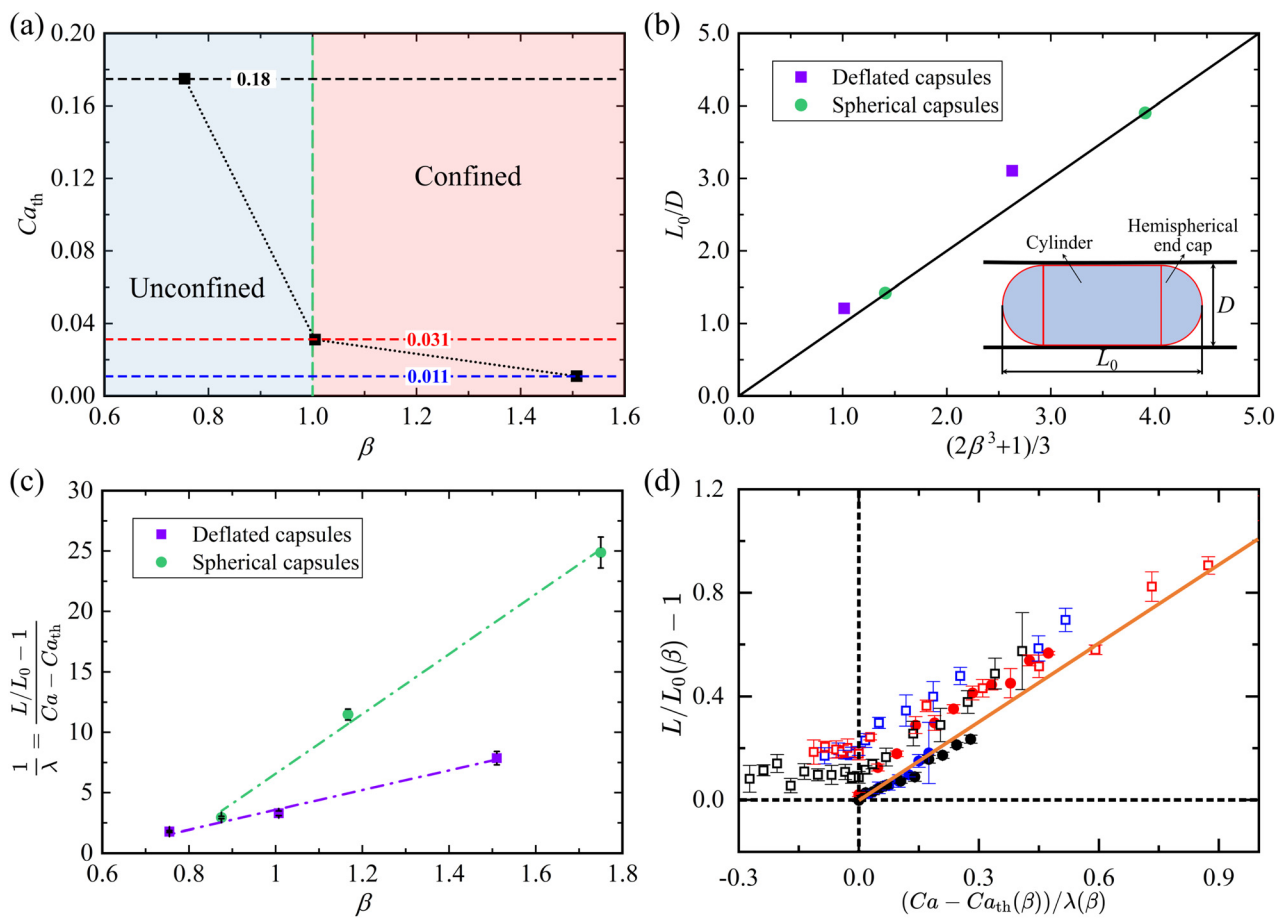 (a)
0.20
0.16
0.12
0.08
0.04
0.00
Ca_th
0.18
Confined
Unconfined
0.031
0.011
0.6 0.8 1.0 1.2 1.4 1.6
β
(b)
5.0
4.0
3.0
2.0
1.0
0.0
L₀/D
Deflated capsules
Spherical capsules
Cylinder
Hemispherical
end cap
D
L₀
0.0 1.0 2.0 3.0 4.0 5.0
(2β³+1)/3
(c)
30
25
20
15
10
5
0
1/λ = (L/L₀ − 1)/(Ca − Ca_th)
Deflated capsules
Spherical capsules
0.6 0.8 1.0 1.2 1.4 1.6 1.8
β
(d)
1.2
0.8
0.4
0.0
L/L₀(β) − 1
-0.3 0.0 0.3 0.6 0.9
(Ca − Ca_th(β))/λ(β)